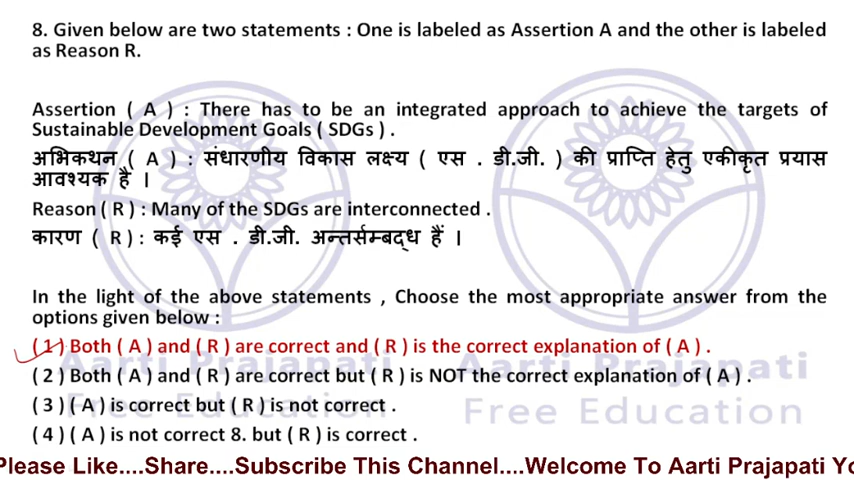 8. Given below are two statements : One is labeled as Assertion A and the other is labeled
as Reason R.
Assertion ( A ) : There has to be an integrated approach to achieve the targets of
Sustainable Development Goals ( SDGs ) .
अभिकथन ( A ) : संधारणीय विकास लक्ष्य ( एस . डी.जी. ) की प्राप्ति हेतु एकीकृत प्रयास
आवश्यक है ।
Reason ( R ) : Many of the SDGs are interconnected .
कारण ( R ) : कई एस . डी.जी. अन्तर्सम्बद्ध हैं ।
In the light of the above statements , Choose the most appropriate answer from the
options given below :
( 1 ) Both ( A ) and ( R ) are correct and ( R ) is the correct explanation of ( A ) .
( 2 ) Both ( A ) and ( R ) are correct but ( R ) is NOT the correct explanation of ( A ) .
( 3 ) ( A ) is correct but ( R ) is not correct .
( 4 ) ( A ) is not correct 8. but ( R ) is correct .
Aarti Prajapati
Free Education
Aarti Prajapati
Free Education
Please Like....Share....Subscribe This Channel....Welcome To Aarti Prajapati Yo